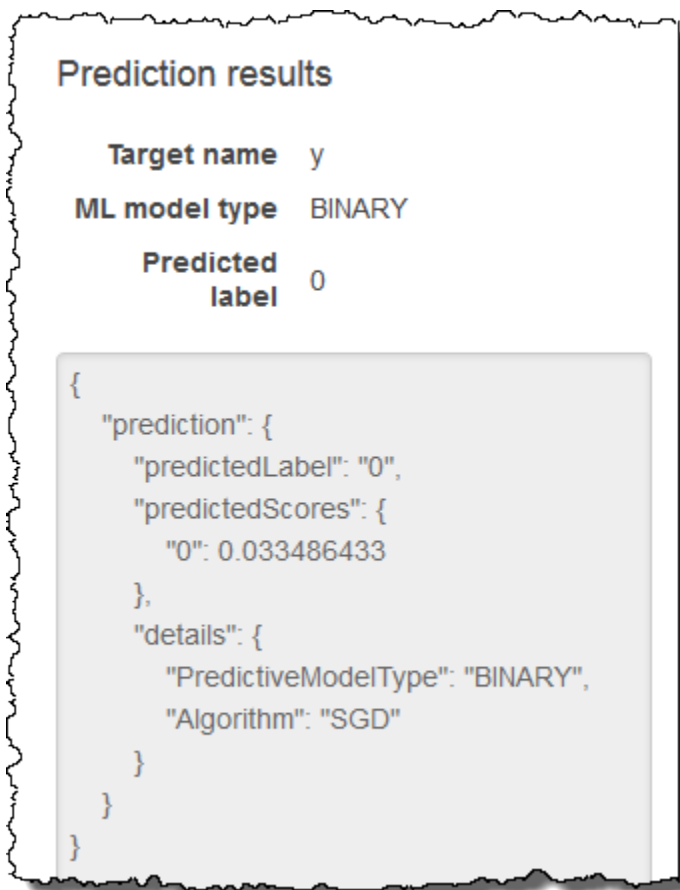 Prediction results
Target name y
ML model type BINARY
Predicted
label 0
{
"prediction": {
"predictedLabel": "0",
"predictedScores": {
"0": 0.033486433
},
"details": {
"PredictiveModelType": "BINARY",
"Algorithm": "SGD"
}
}
}